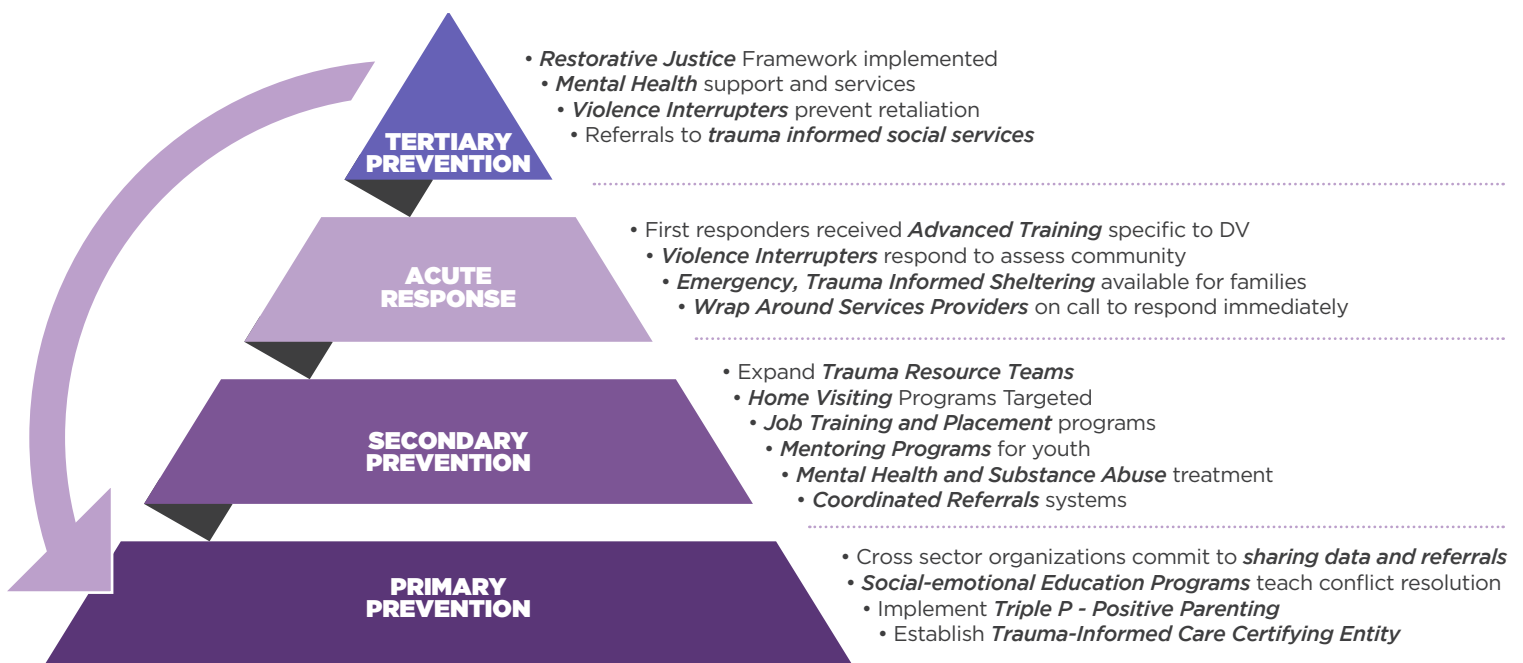 TERTIARY
PREVENTION
• Restorative Justice Framework implemented
• Mental Health support and services
• Violence Interrupters prevent retaliation
• Referrals to trauma informed social services
ACUTE
RESPONSE
• First responders received Advanced Training specific to DV
• Violence Interrupters respond to assess community
• Emergency, Trauma Informed Sheltering available for families
• Wrap Around Services Providers on call to respond immediately
SECONDARY
PREVENTION
• Expand Trauma Resource Teams
• Home Visiting Programs Targeted
• Job Training and Placement programs
• Mentoring Programs for youth
• Mental Health and Substance Abuse treatment
• Coordinated Referrals systems
PRIMARY
PREVENTION
• Cross sector organizations commit to sharing data and referrals
• Social-emotional Education Programs teach conflict resolution
• Implement Triple P - Positive Parenting
• Establish Trauma-Informed Care Certifying Entity